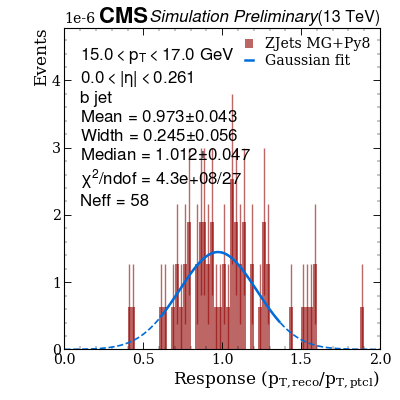 1e-6 CMS Simulation Preliminary (13 TeV)
Events
15.0 < p_T < 17.0 GeV
0.0 < |η| < 0.261
b jet
Mean = 0.973±0.043
Width = 0.245±0.056
Median = 1.012±0.047
χ²/ndof = 4.3e+08/27
Neff = 58
ZJets MG+Py8
Gaussian fit
4
3
2
1
0
0.0 0.5 1.0 1.5 2.0
Response (p_T,reco/p_T,ptcl)